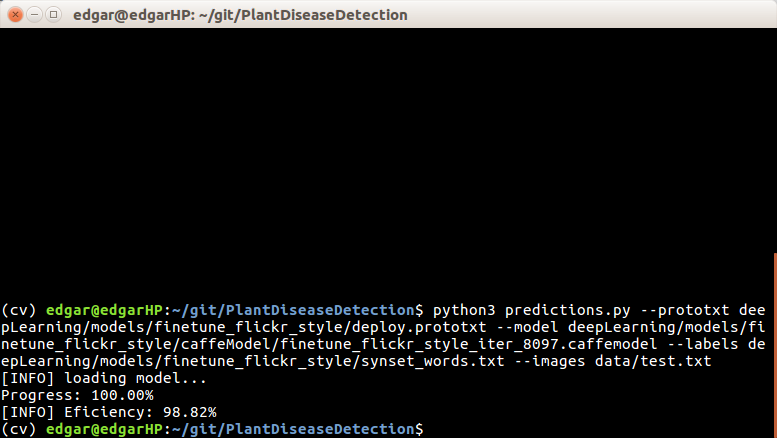 edgar@edgarHP: ~/git/PlantDiseaseDetection
(cv) edgar@edgarHP:~/git/PlantDiseaseDetection$ python3 predictions.py --prototxt dee
pLearning/models/finetune_flickr_style/deploy.prototxt --model deepLearning/models/fi
netune_flickr_style/caffeModel/finetune_flickr_style_iter_8097.caffemodel --labels de
epLearning/models/finetune_flickr_style/synset_words.txt --images data/test.txt
[INFO] loading model...
Progress: 100.00%
[INFO] Eficiency: 98.82%
(cv) edgar@edgarHP:~/git/PlantDiseaseDetection$